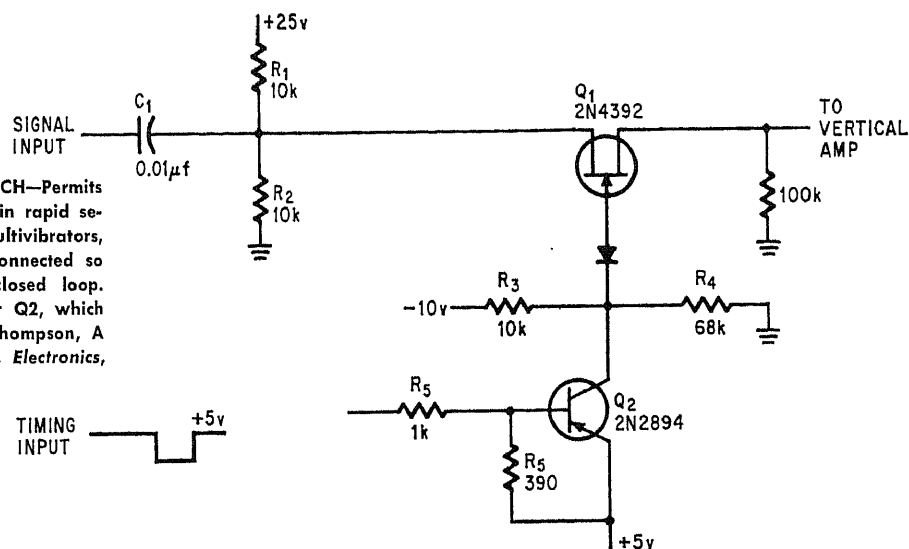 +25v
R1
10k
C1
SIGNAL
INPUT
0.01μf
R2
10k
Q1
2N4392
TO
VERTICAL
AMP
100k
CH—Permits
in rapid se-
ultivibrators,
onnected so
closed loop.
Q2, which
hompson, A
Electronics,
-10v
R3
10k
R4
68k
TIMING
INPUT
+5v
R5
1k
Q2
2N2894
R5
390
+5v